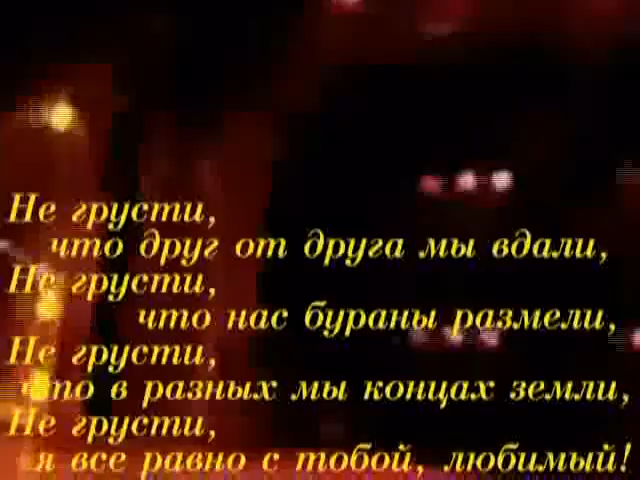 Не грусти,
что друг от друга мы вдали,
Не грусти,
что нас бураны размели,
Не грусти,
что в разных мы концах земли,
Не грусти,
я все равно с тобой, любимый!